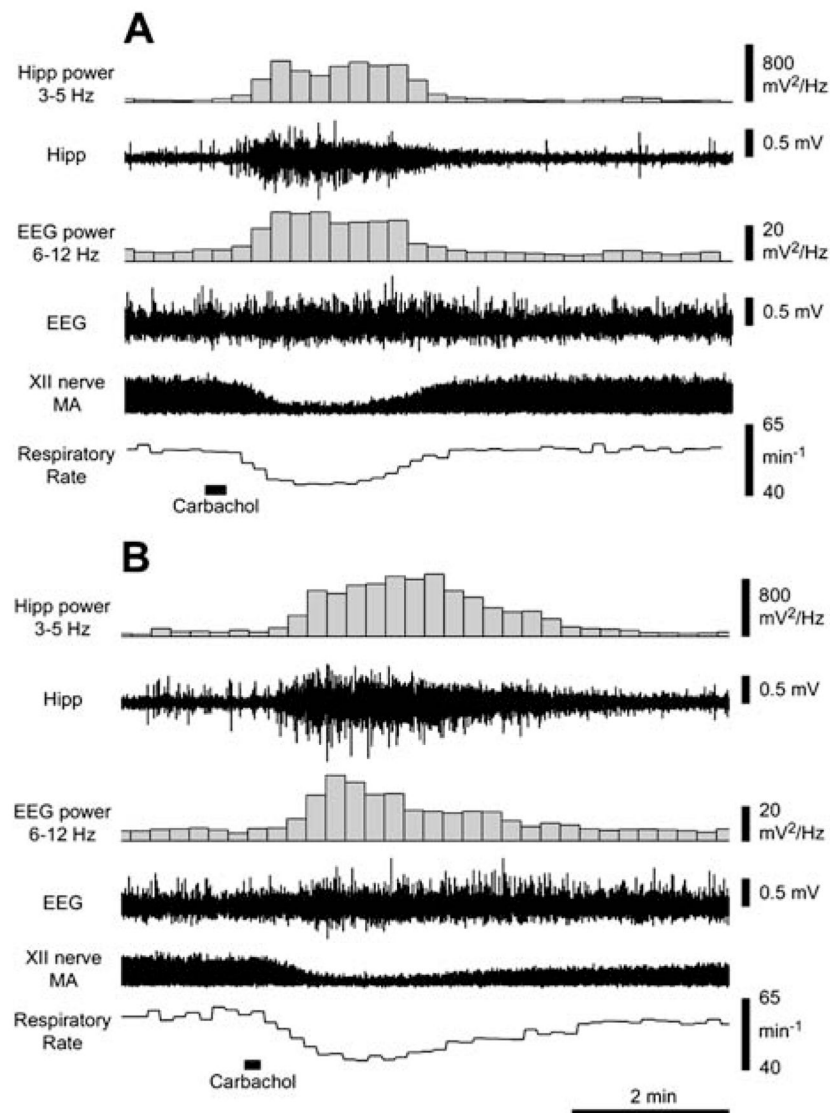 A
Hipp power
3-5 Hz
800
mV²/Hz
Hipp
0.5 mV
EEG power
6-12 Hz
20
mV²/Hz
EEG
0.5 mV
XII nerve
MA
Respiratory
Rate
65
min⁻¹
40
Carbachol
B
Hipp power
3-5 Hz
800
mV²/Hz
Hipp
0.5 mV
EEG power
6-12 Hz
20
mV²/Hz
EEG
0.5 mV
XII nerve
MA
Respiratory
Rate
65
min⁻¹
40
Carbachol
2 min